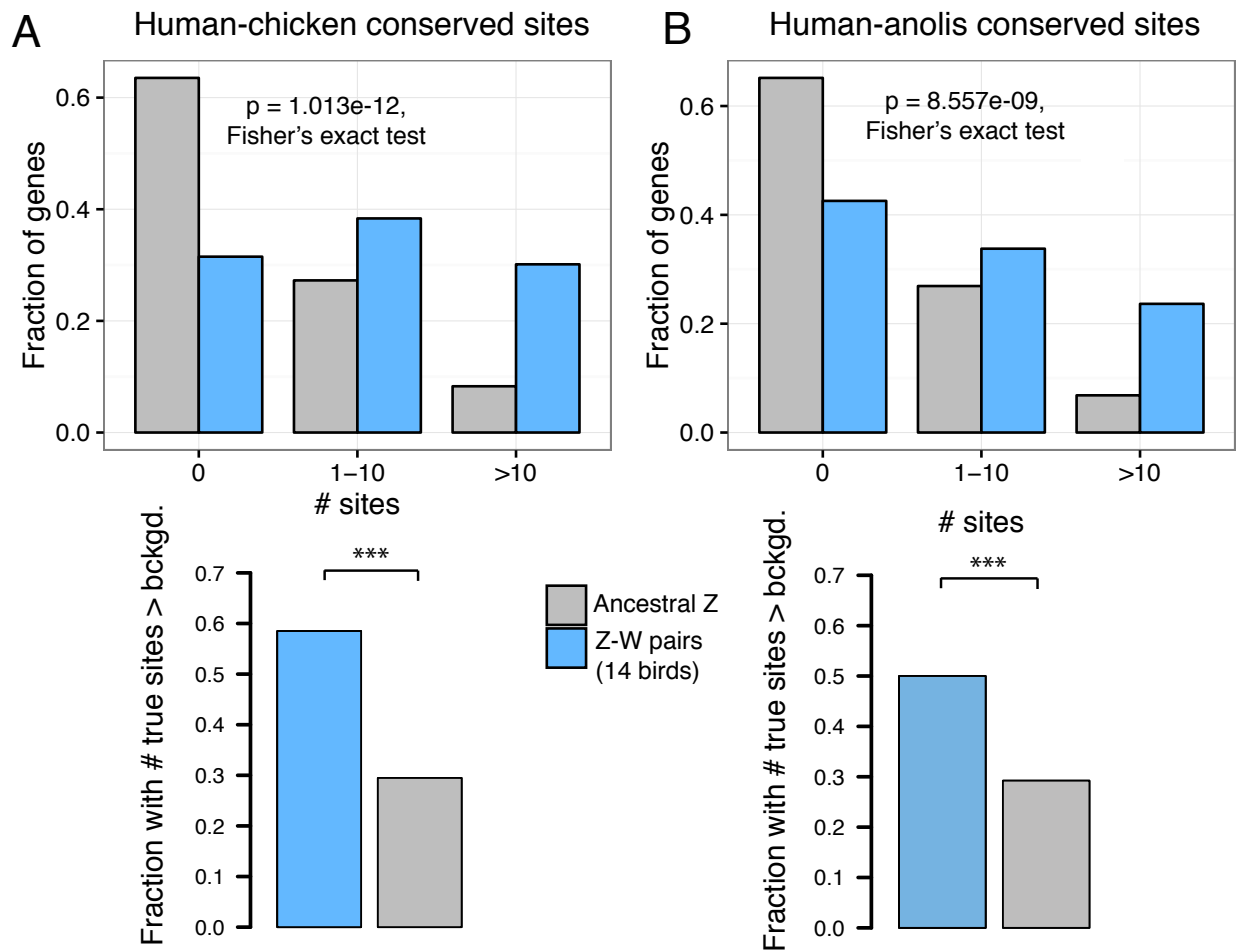 A
Human-chicken conserved sites
Fraction of genes
0.6
0.4
0.2
0.0
p = 1.013e-12,
Fisher's exact test
0
1–10
>10
# sites
B
Human-anolis conserved sites
Fraction of genes
0.6
0.4
0.2
0.0
p = 8.557e-09,
Fisher's exact test
0
1–10
>10
# sites
Fraction with # true sites > bckgd.
0.7
0.6
0.5
0.4
0.3
0.2
0.1
0.0
***
Ancestral Z
Z-W pairs
(14 birds)
Fraction with # true sites > bckgd.
0.7
0.6
0.5
0.4
0.3
0.2
0.1
0.0
***